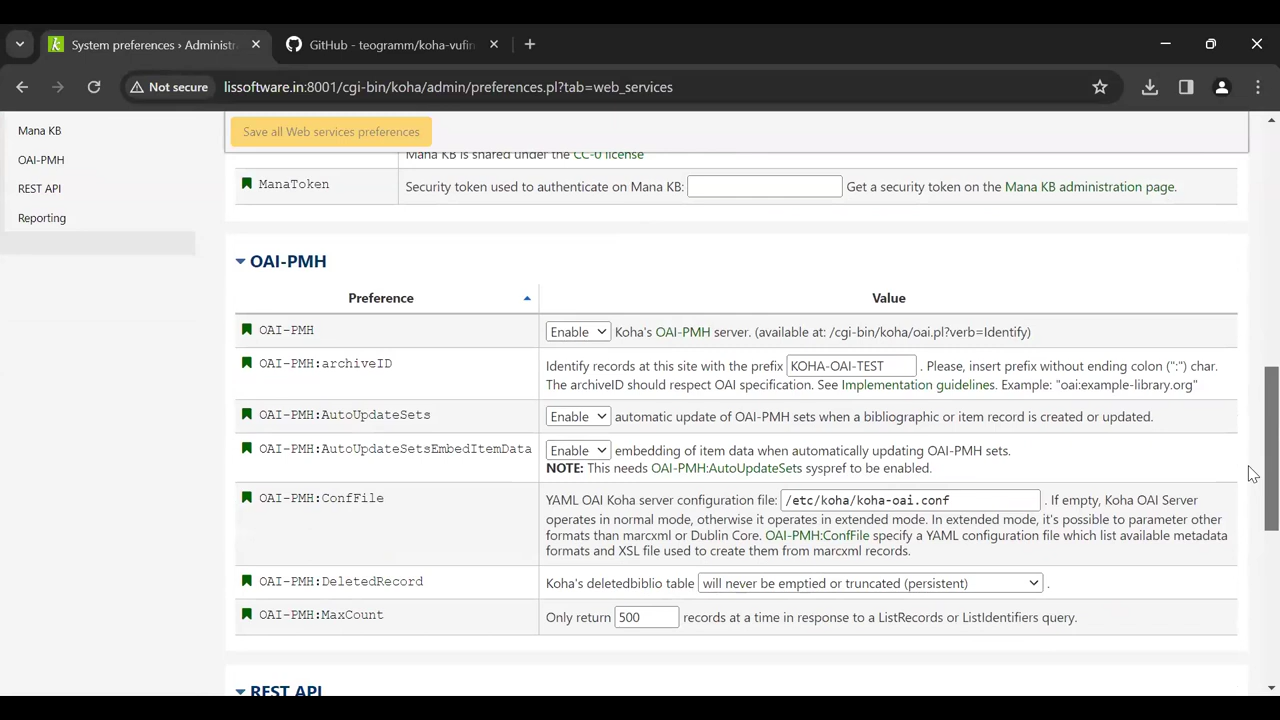 System preferences › Administr
GitHub - teogramm/koha-vufin
Not secure
lissoftware.in:8001/cgi-bin/koha/admin/preferences.pl?tab=web_services
Mana KB
OAI-PMH
REST API
Reporting
Save all Web services preferences
Mana KB is shared under the CC-0 license
ManaToken
Security token used to authenticate on Mana KB: Get a security token on the Mana KB administration page.
OAI-PMH
Preference Value
OAI-PMH
Enable Koha's OAI-PMH server. (available at: /cgi-bin/koha/oai.pl?verb=Identify)
OAI-PMH:archiveID
Identify records at this site with the prefix KOHA-OAI-TEST . Please, insert prefix without ending colon (":") char.
The archiveID should respect OAI specification. See Implementation guidelines. Example: "oai:example-library.org"
OAI-PMH:AutoUpdateSets
Enable automatic update of OAI-PMH sets when a bibliographic or item record is created or updated.
OAI-PMH:AutoUpdateSetsEmbedItemData
Enable embedding of item data when automatically updating OAI-PMH sets.
NOTE: This needs OAI-PMH:AutoUpdateSets syspref to be enabled.
OAI-PMH:ConfFile
YAML OAI Koha server configuration file: /etc/koha/koha-oai.conf . If empty, Koha OAI Server
operates in normal mode, otherwise it operates in extended mode. In extended mode, it's possible to parameter other
formats than marcxml or Dublin Core. OAI-PMH:ConfFile specify a YAML configuration file which list available metadata
formats and XSL file used to create them from marcxml records.
OAI-PMH:DeletedRecord
Koha's deletedbiblio table will never be emptied or truncated (persistent) .
OAI-PMH:MaxCount
Only return 500 records at a time in response to a ListRecords or ListIdentifiers query.
REST API